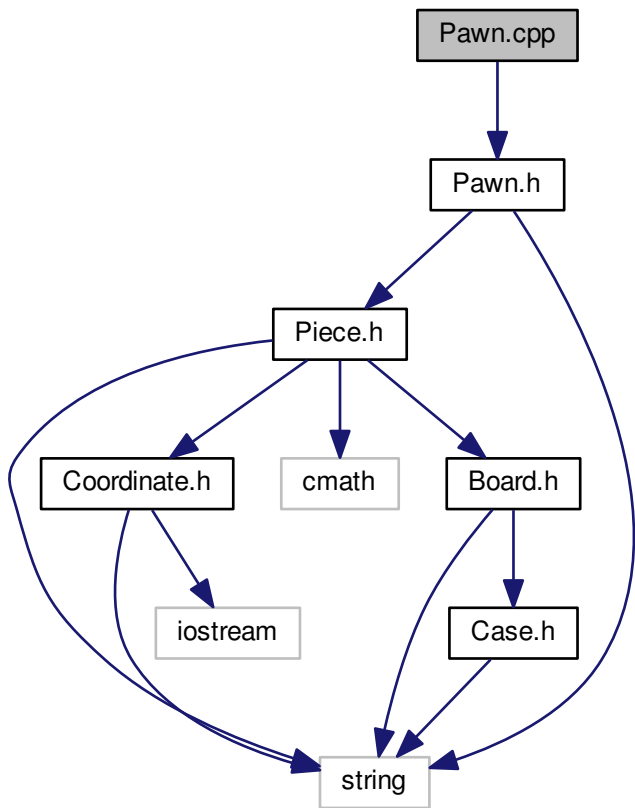 Pawn.cpp
Pawn.h
Piece.h
Coordinate.h
cmath
Board.h
iostream
Case.h
string